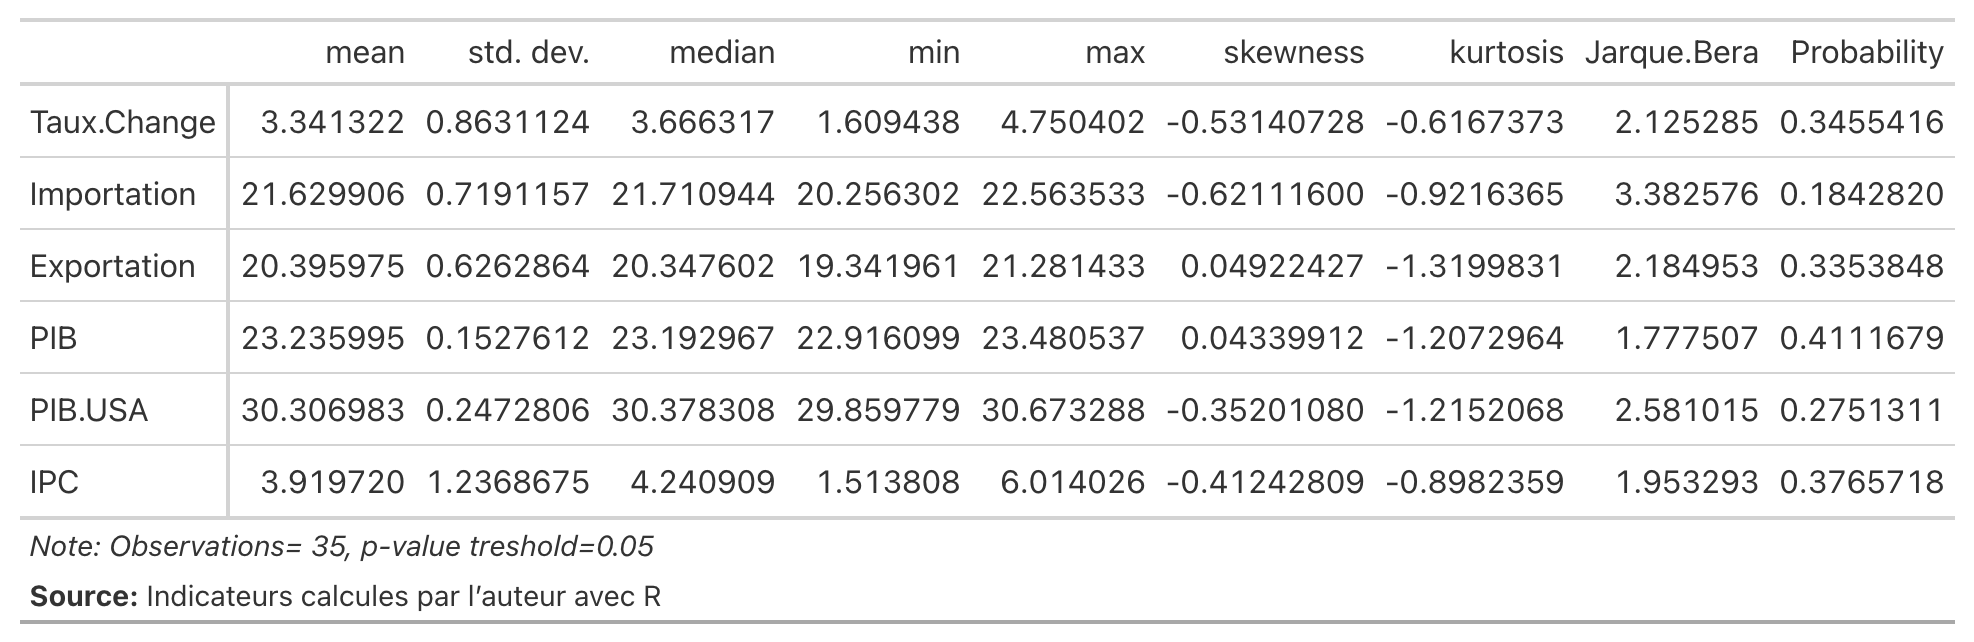 mean std. dev. median min max skewness kurtosis Jarque.Bera Probability
Taux.Change 3.341322 0.8631124 3.666317 1.609438 4.750402 -0.53140728 -0.6167373 2.125285 0.3455416
Importation 21.629906 0.7191157 21.710944 20.256302 22.563533 -0.62111600 -0.9216365 3.382576 0.1842820
Exportation 20.395975 0.6262864 20.347602 19.341961 21.281433 0.04922427 -1.3199831 2.184953 0.3353848
PIB 23.235995 0.1527612 23.192967 22.916099 23.480537 0.04339912 -1.2072964 1.777507 0.4111679
PIB.USA 30.306983 0.2472806 30.378308 29.859779 30.673288 -0.35201080 -1.2152068 2.581015 0.2751311
IPC 3.919720 1.2368675 4.240909 1.513808 6.014026 -0.41242809 -0.8982359 1.953293 0.3765718
Note: Observations= 35, p-value treshold=0.05
Source: Indicateurs calcules par l'auteur avec R